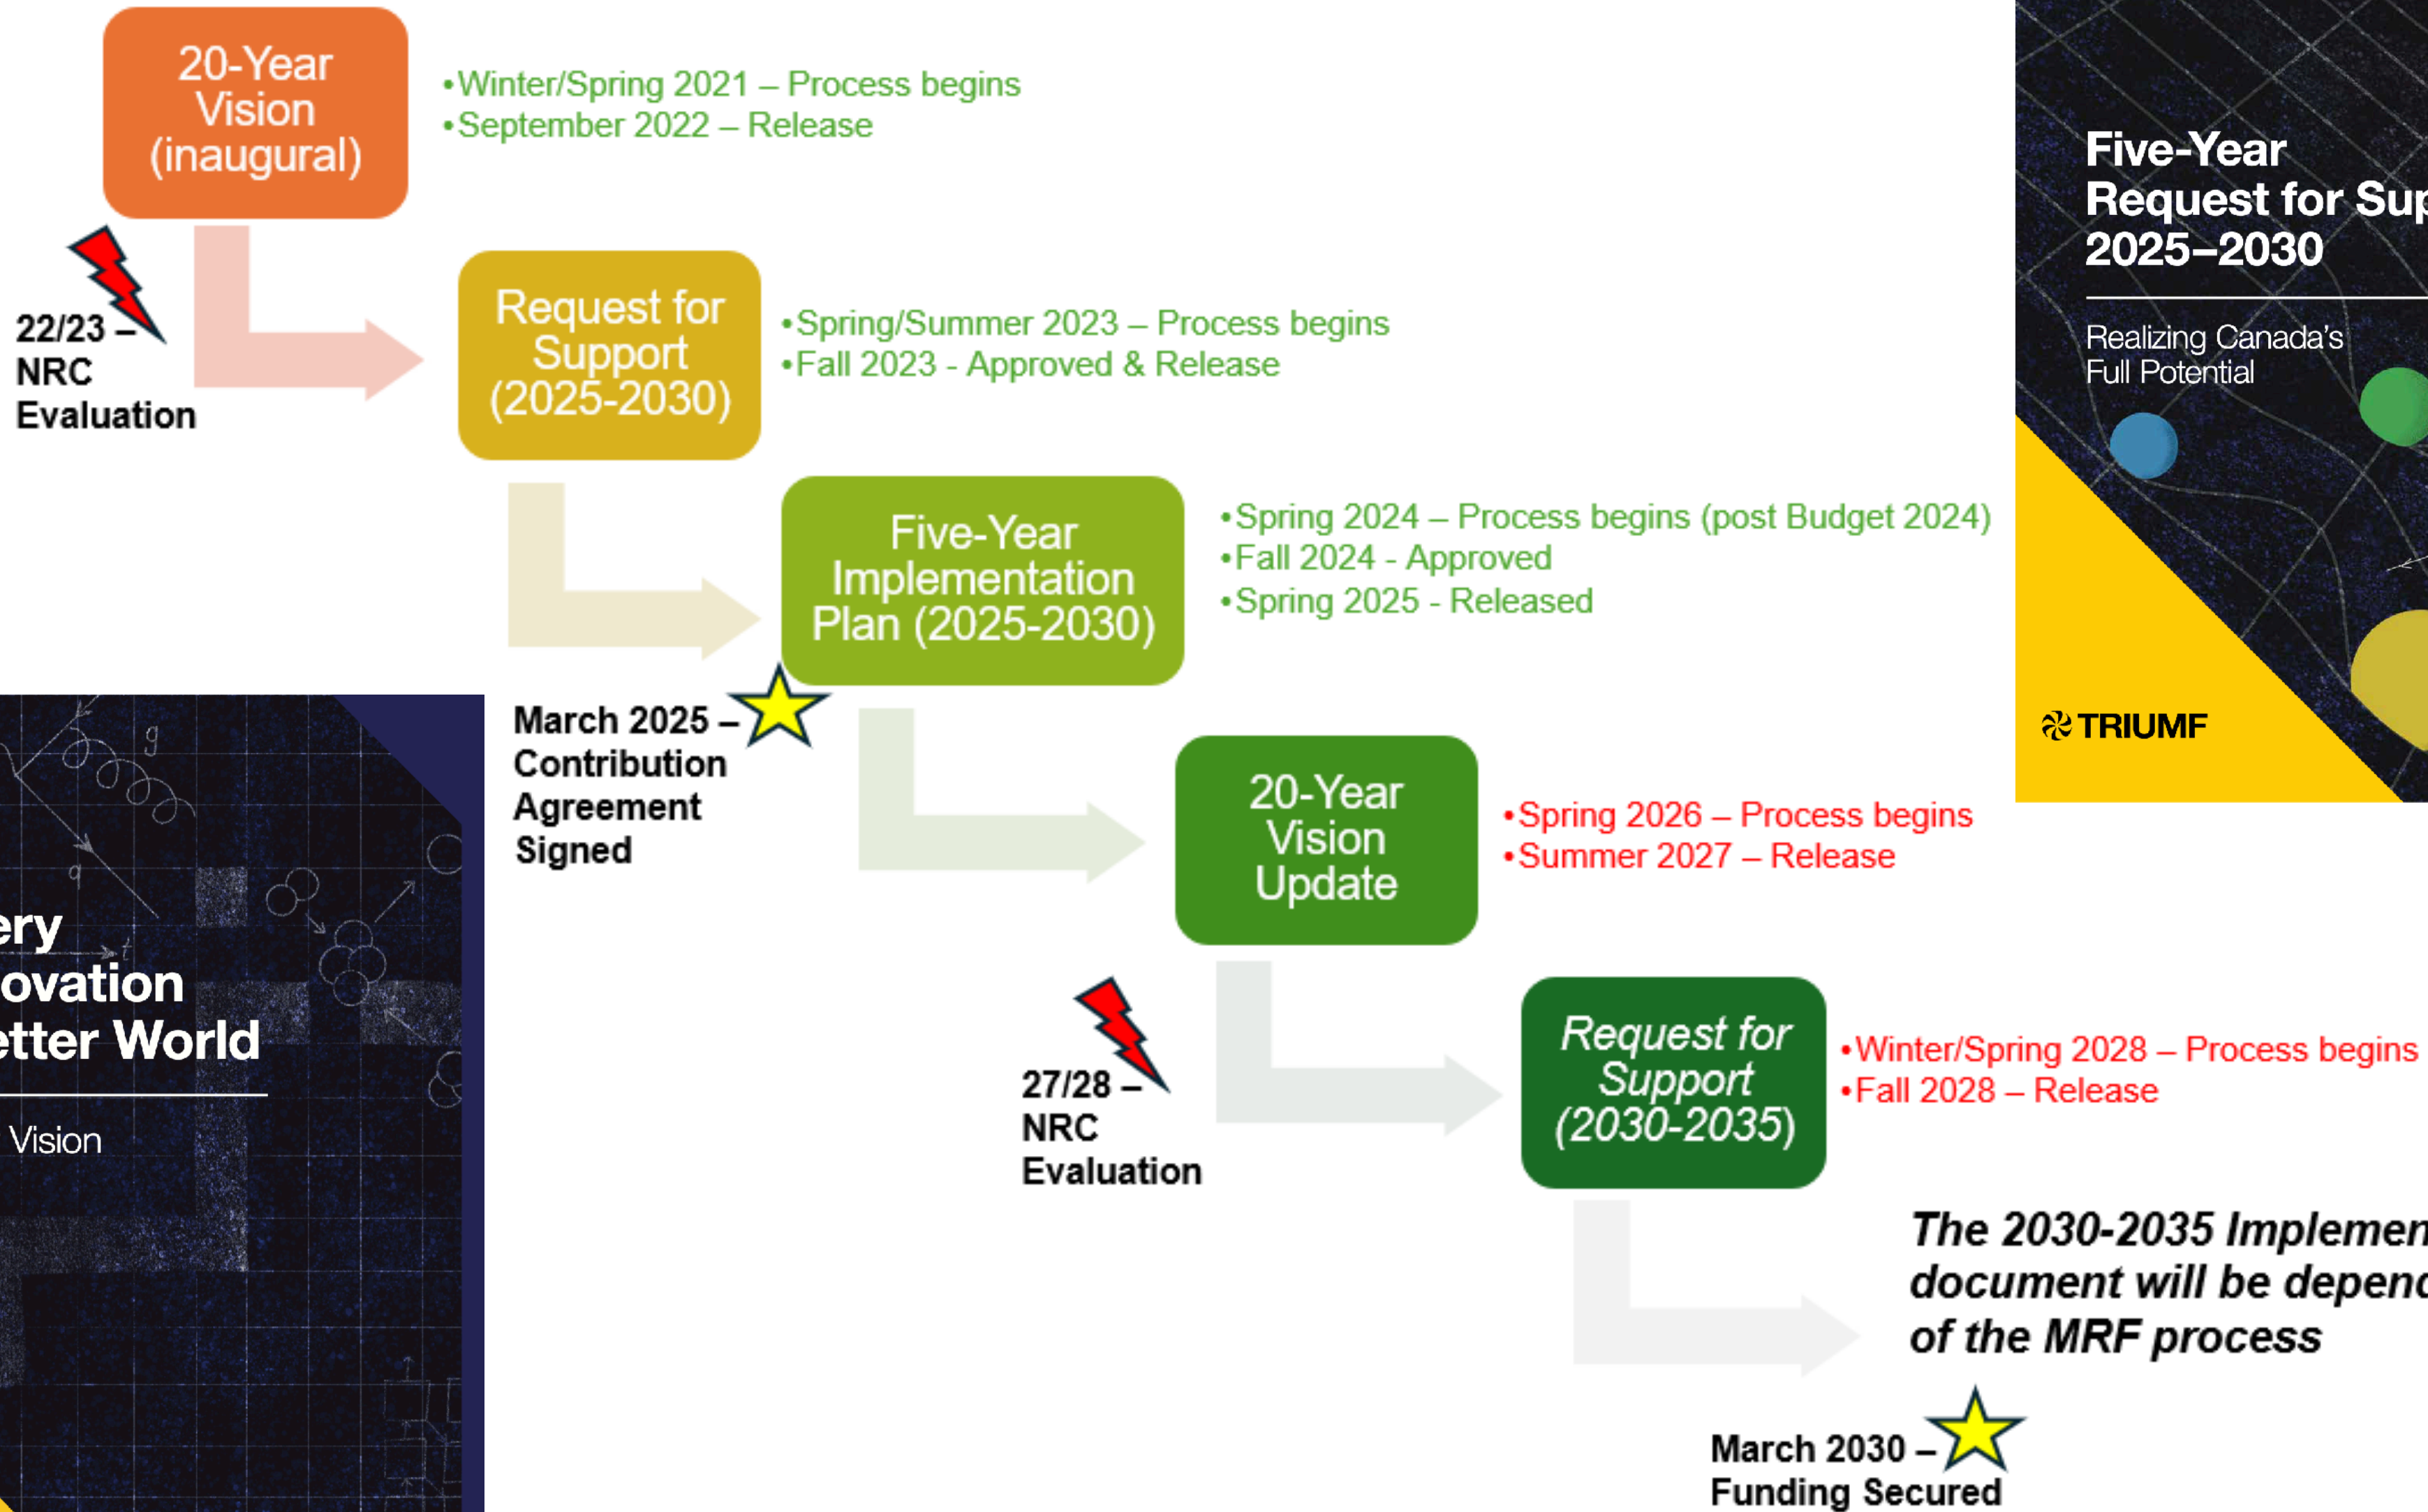 20-Year
Vision
(inaugural)
•Winter/Spring 2021 – Process begins
•September 2022 – Release
22/23 –
NRC
Evaluation
Request for
Support
(2025-2030)
•Spring/Summer 2023 – Process begins
•Fall 2023 - Approved & Release
Five-Year
Request for Sup
2025–2030
Realizing Canada's
Full Potential
TRIUMF
Five-Year
Implementation
Plan (2025-2030)
•Spring 2024 – Process begins (post Budget 2024)
•Fall 2024 - Approved
•Spring 2025 - Released
March 2025 –
Contribution
Agreement
Signed
20-Year
Vision
Update
•Spring 2026 – Process begins
•Summer 2027 – Release
g
q
t
ery
ovation
etter World
Vision
27/28 –
NRC
Evaluation
Request for
Support
(2030-2035)
•Winter/Spring 2028 – Process begins
•Fall 2028 – Release
The 2030-2035 Implemen
document will be depend
of the MRF process
March 2030 –
Funding Secured